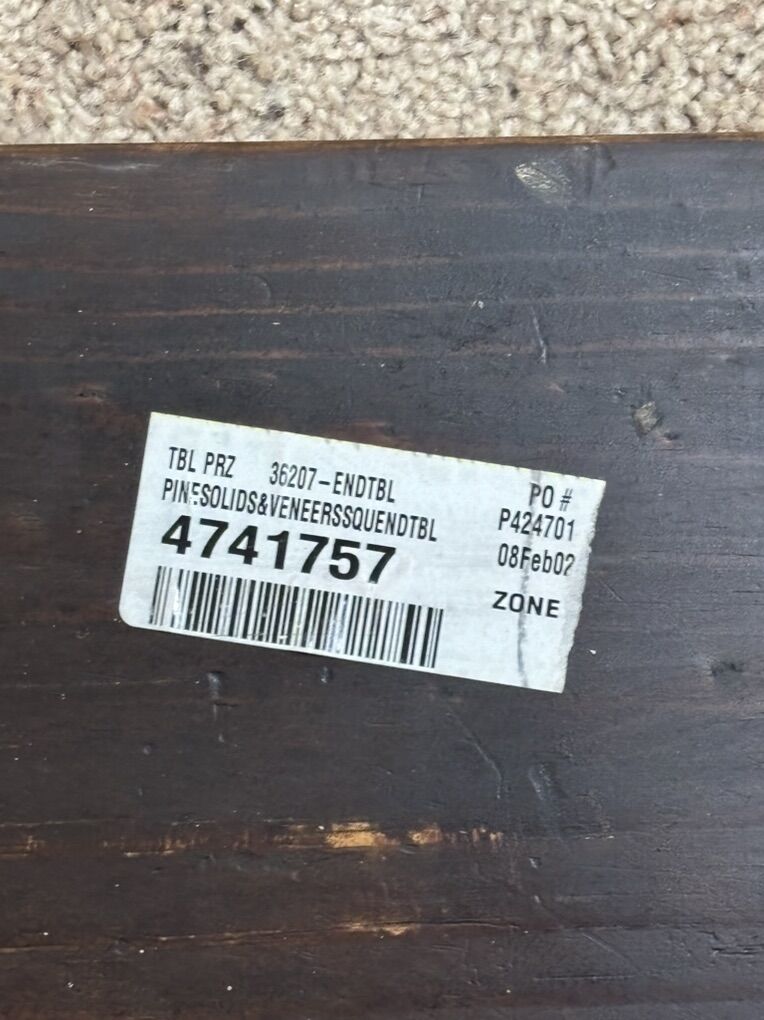 TBL PRZ 36207-ENDTBL
PINESOLIDS&VENEERSSQUENDTBL
4741757
PO #
P424701
08Feb02
ZONE